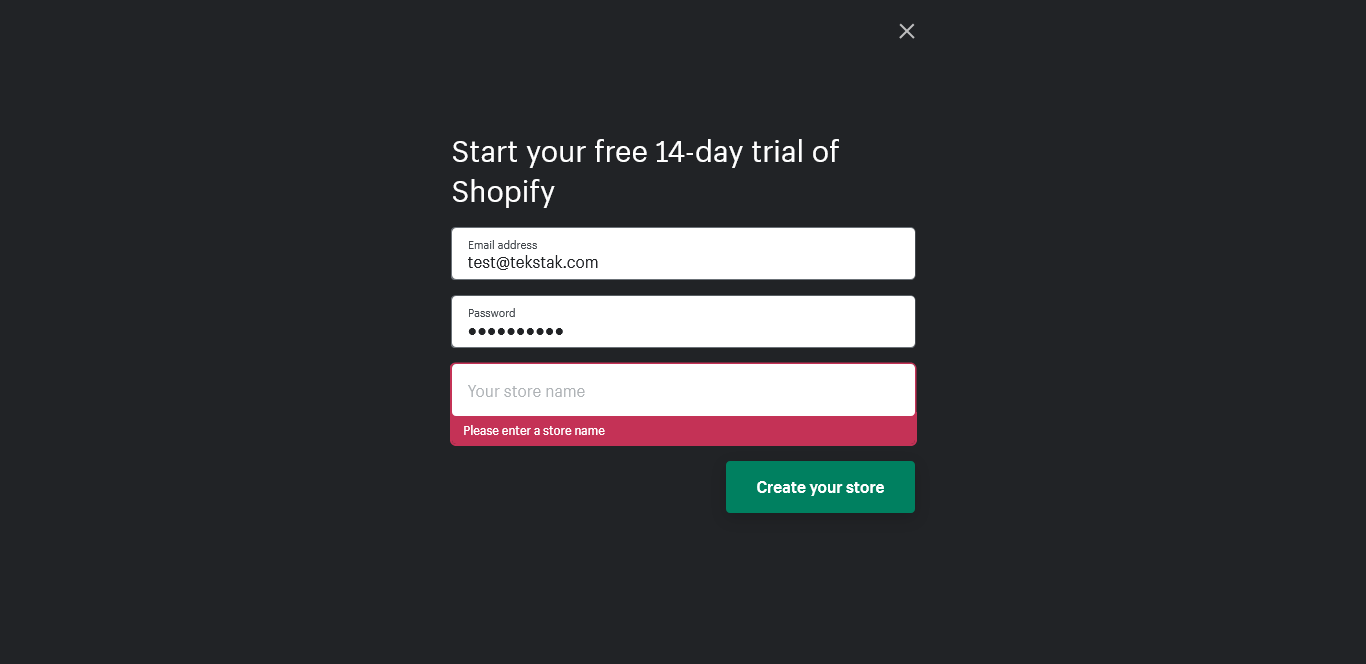 Start your free 14-day trial of
Shopify
Email address
test@tekstak.com
Password
••••••••••
Your store name
Please enter a store name
Create your store